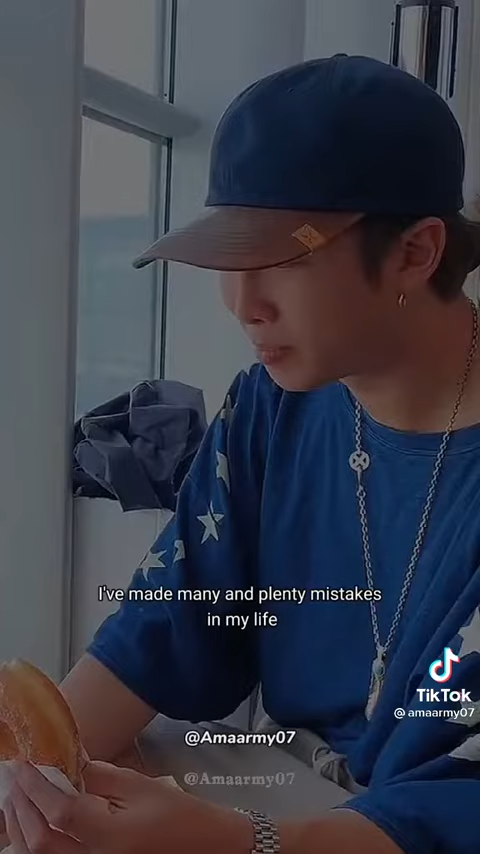 I've made many and plenty mistakes
in my life
TikTok
@ amaarmy07
@Amaarmy07
@Amaarmy07